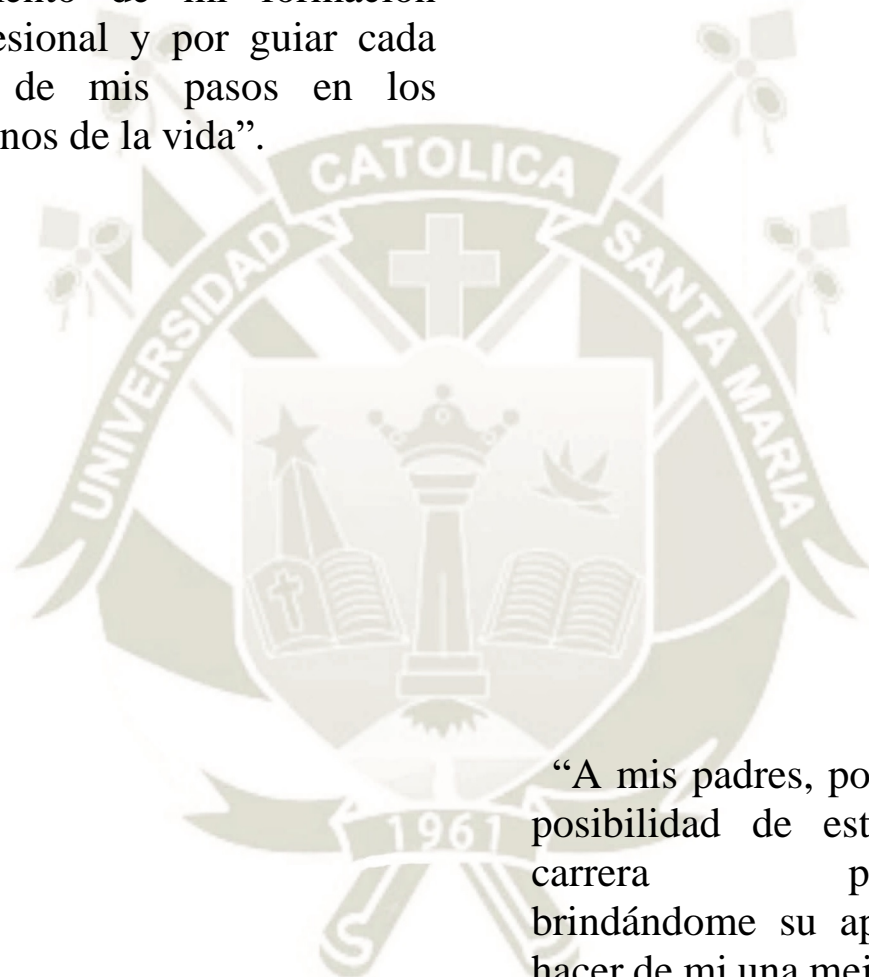 ento de mi formación
esional y por guiar cada
de mis pasos en los
nos de la vida”.
CATOLICA
UNIVERSIDAD
SANTA MARIA
“A mis padres, po
posibilidad de est
1961
carrera p
brindándome su ap
hacer de mi una mej